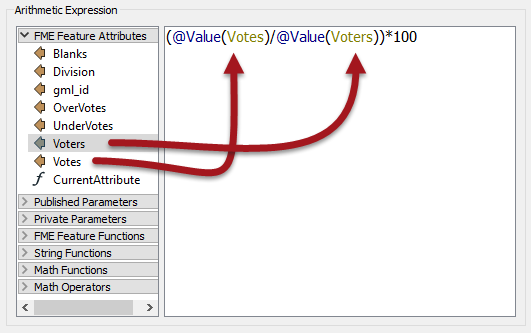 Arithmetic Expression
FME Feature Attributes
Blanks
Division
gml_id
OverVotes
UnderVotes
Voters
Votes
CurrentAttribute
Published Parameters
Private Parameters
FME Feature Functions
String Functions
Math Functions
Math Operators
(@Value(Votes)/@Value(Voters))*100